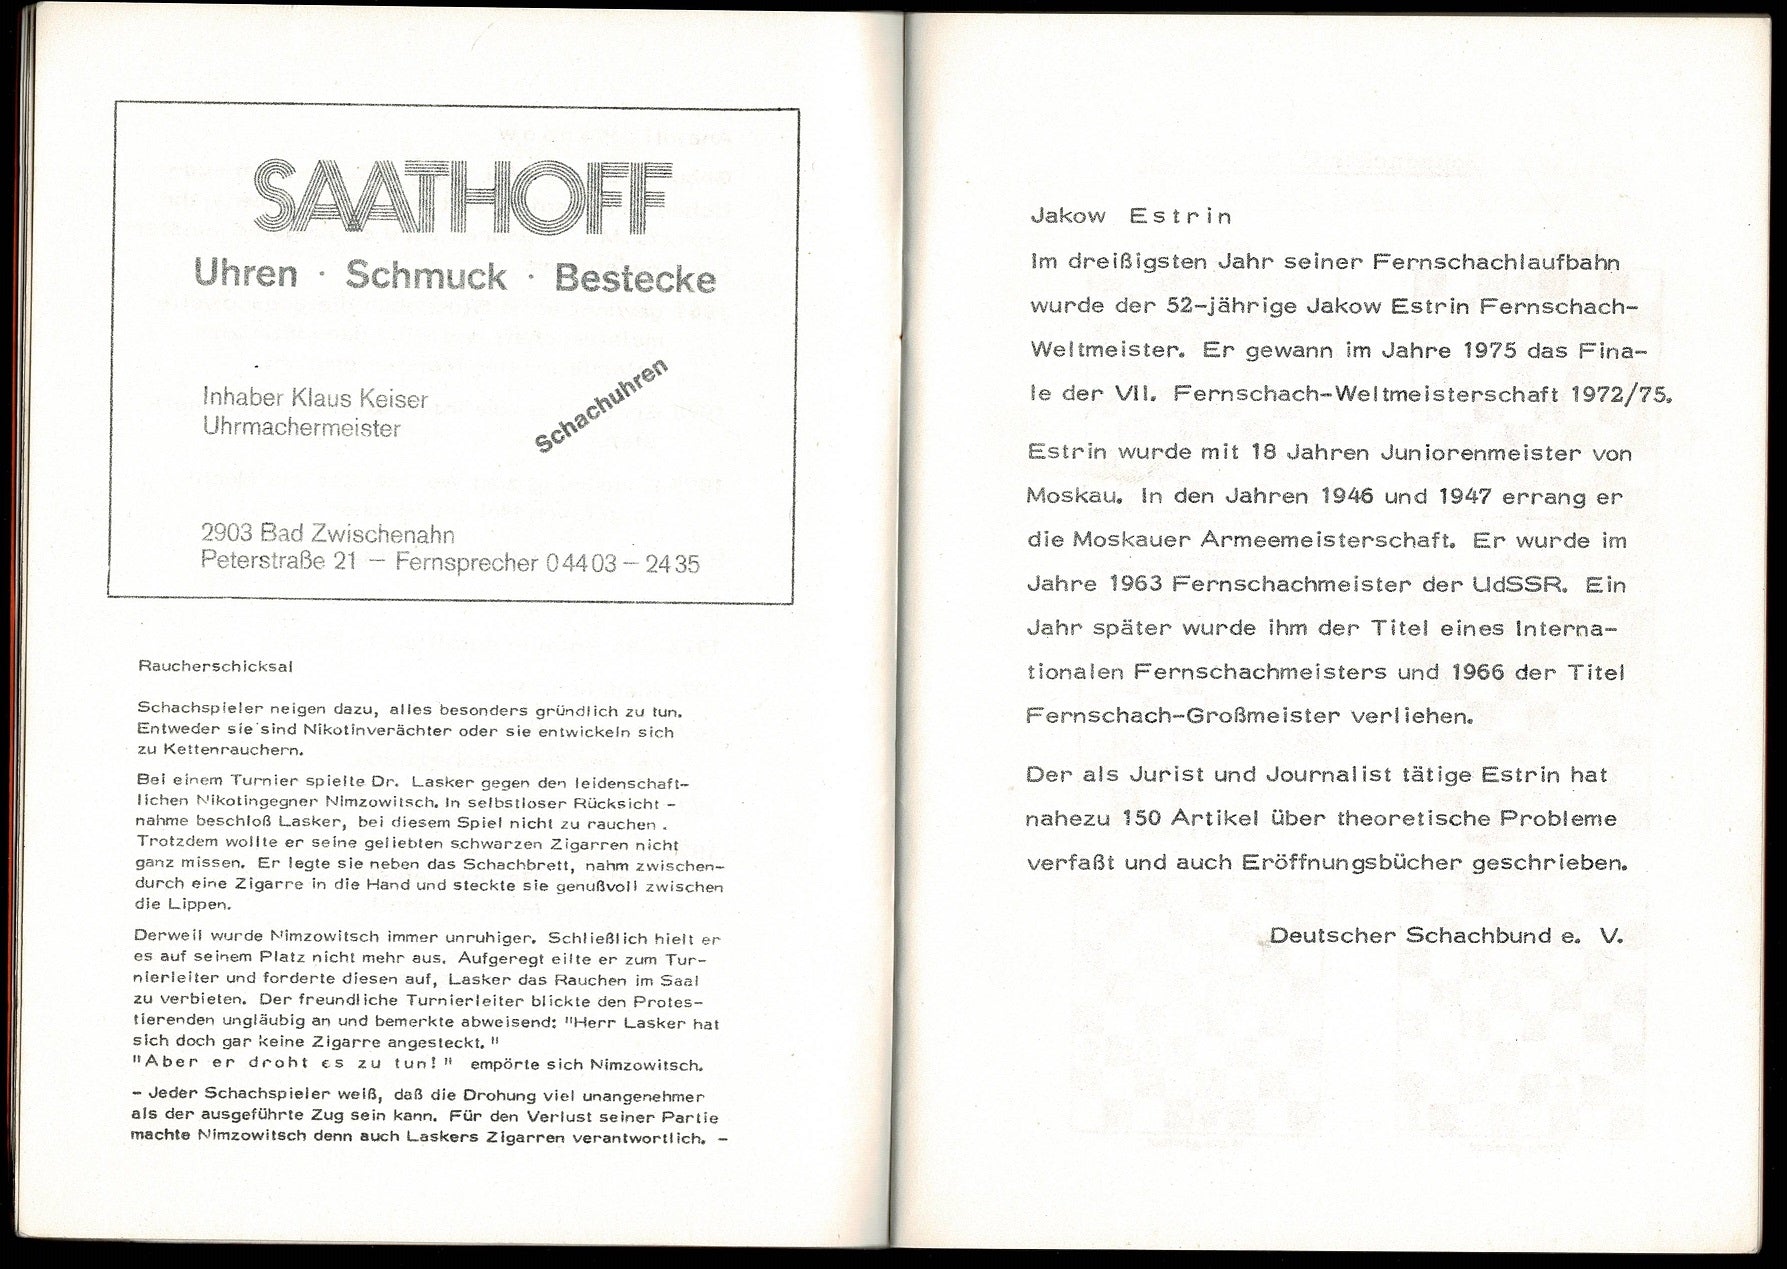 SAATHOFF
Uhren · Schmuck · Bestecke
Inhaber Klaus Keiser
Uhrmachermeister
Schachuhren
2903 Bad Zwischenahn
Peterstraße 21 – Fernsprecher 0 44 03 – 24 35
Raucherschicksal
Schachspieler neigen dazu, alles besonders gründlich zu tun.
Entweder sie sind Nikotinverächter oder sie entwickeln sich
zu Kettenrauchern.
Bei einem Turnier spielte Dr. Lasker gegen den leidenschaft-
lichen Nikotingegner Nimzowitsch. In selbstloser Rücksicht -
nahme beschloß Lasker, bei diesem Spiel nicht zu rauchen .
Trotzdem wollte er seine geliebten schwarzen Zigarren nicht
ganz missen. Er legte sie neben das Schachbrett, nahm zwischen-
durch eine Zigarre in die Hand und steckte sie genußvoll zwischen
die Lippen.
Derweil wurde Nimzowitsch immer unruhiger. Schließlich hielt er
es auf seinem Platz nicht mehr aus. Aufgeregt eilte er zum Tur-
nierleiter und forderte diesen auf, Lasker das Rauchen im Saal
zu verbieten. Der freundliche Turnierleiter blickte den Protes-
tierenden ungläubig an und bemerkte abweisend: "Herr Lasker hat
sich doch gar keine Zigarre angesteckt. "
"Aber er droht es zu tun! " empörte sich Nimzowitsch.
- Jeder Schachspieler weiß, daß die Drohung viel unangenehmer
als der ausgeführte Zug sein kann. Für den Verlust seiner Partie
machte Nimzowitsch denn auch Laskers Zigarren verantwortlich. -
Jakow Estrin
Im dreißigsten Jahr seiner Fernschachlaufbahn
wurde der 52-jährige Jakow Estrin Fernschach-
Weltmeister. Er gewann im Jahre 1975 das Fina-
le der VII. Fernschach-Weltmeisterschaft 1972/75.
Estrin wurde mit 18 Jahren Juniorenmeister von
Moskau. In den Jahren 1946 und 1947 errang er
die Moskauer Armeemeisterschaft. Er wurde im
Jahre 1963 Fernschachmeister der UdSSR. Ein
Jahr später wurde ihm der Titel eines Interna-
tionalen Fernschachmeisters und 1966 der Titel
Fernschach-Großmeister verliehen.
Der als Jurist und Journalist tätige Estrin hat
nahezu 150 Artikel über theoretische Probleme
verfaßt und auch Eröffnungsbücher geschrieben.
Deutscher Schachbund e. V.